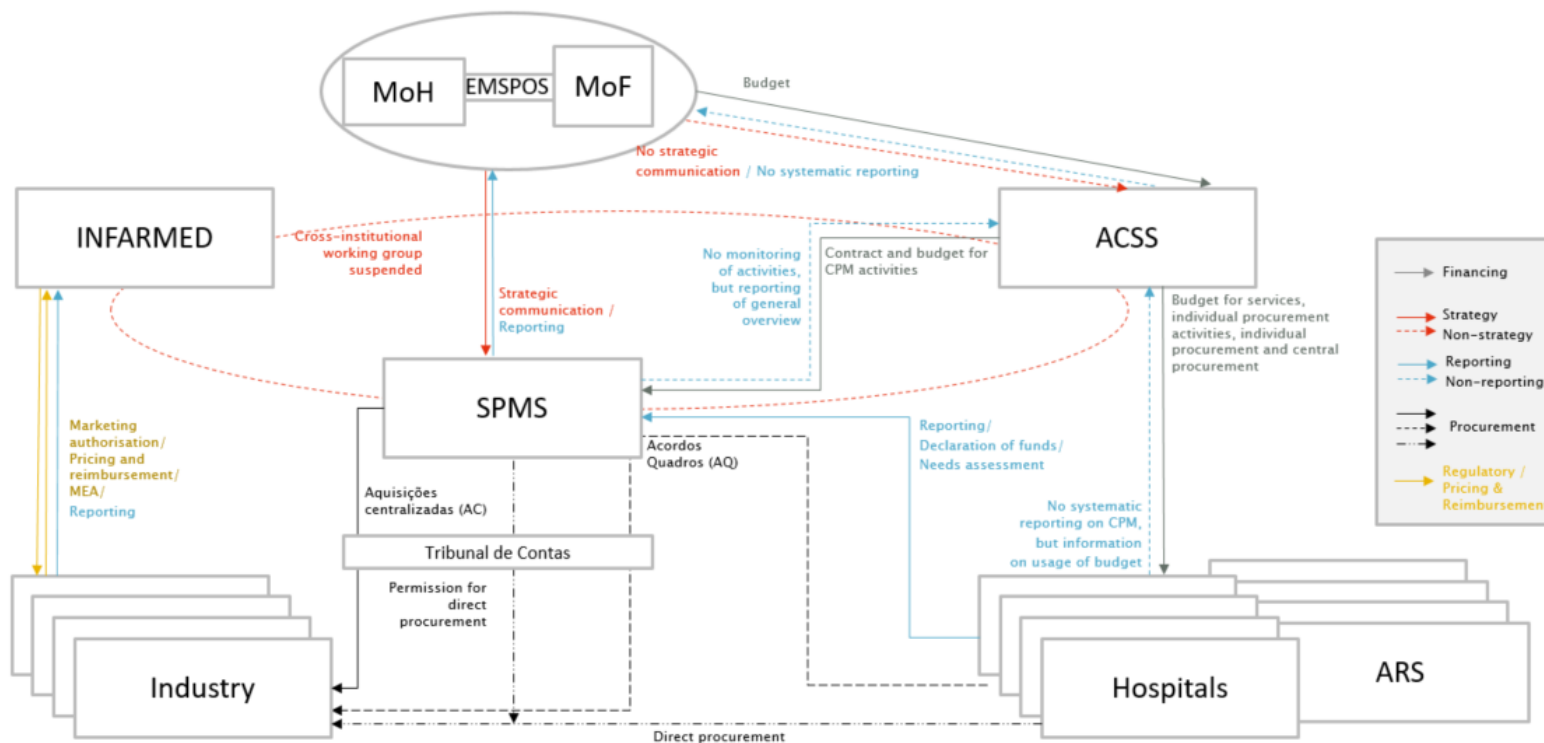 MoH
EMSPOS
MoF
Budget
No strategic
communication / No systematic reporting
INFARMED
Cross-institutional
working group
suspended
ACSS
No monitoring
of activities,
but reporting
of general
overview
Contract and budget for
CPM activities
Strategic
communication /
Reporting
Budget for services,
individual procurement
activities, individual
procurement and central
procurement
Financing
Strategy
Non-strategy
Reporting
Non-reporting
Procurement
Regulatory /
Pricing &
Reimbursement
SPMS
Marketing
authorisation/
Pricing and
reimbursement/
MEA/
Reporting
Acordos
Quadros (AQ)
Reporting/
Declaration of funds/
Needs assessment
Aquisições
centralizadas (AC)
Tribunal de Contas
No systematic
reporting on CPM,
but information
on usage of budget
Permission for
direct
procurement
Industry
Hospitals
ARS
Direct procurement